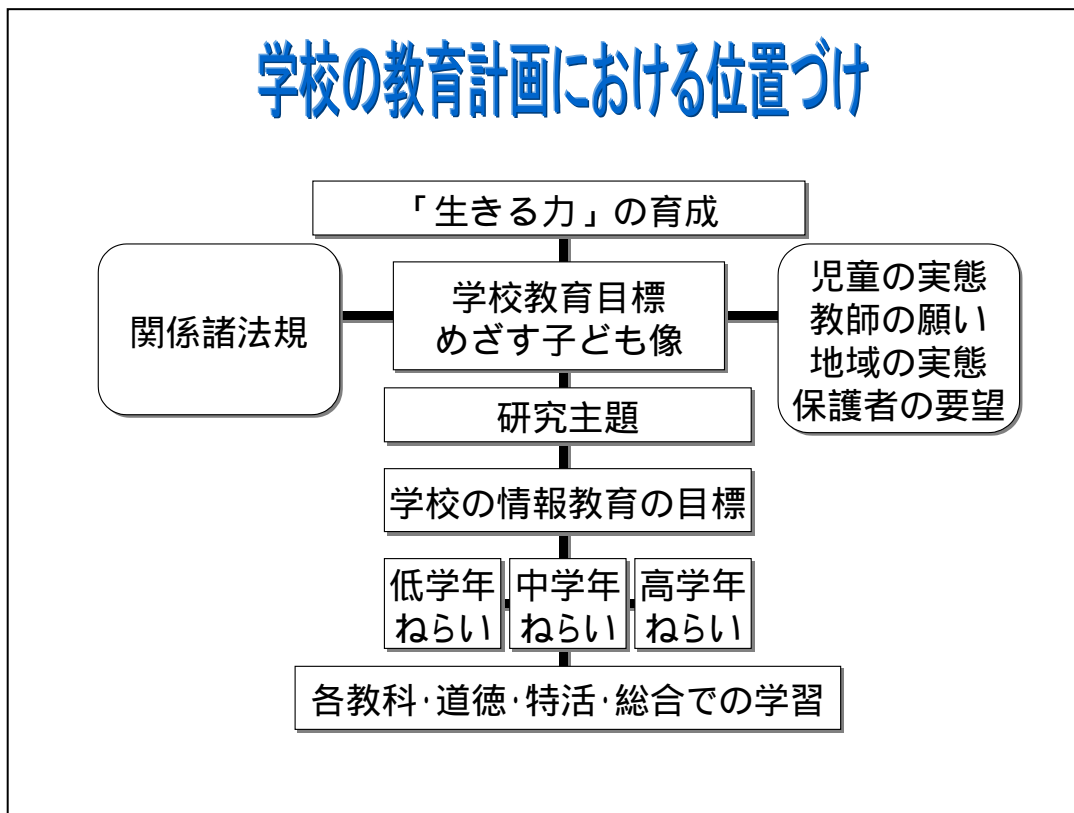 学校の教育計画における位置づけ
「生きる力」の育成
関係諸法規
学校教育目標
めざす子ども像
児童の実態
教師の願い
地域の実態
保護者の要望
研究主題
学校の情報教育の目標
低学年
ねらい
中学年
ねらい
高学年
ねらい
各教科・道徳・特活・総合での学習